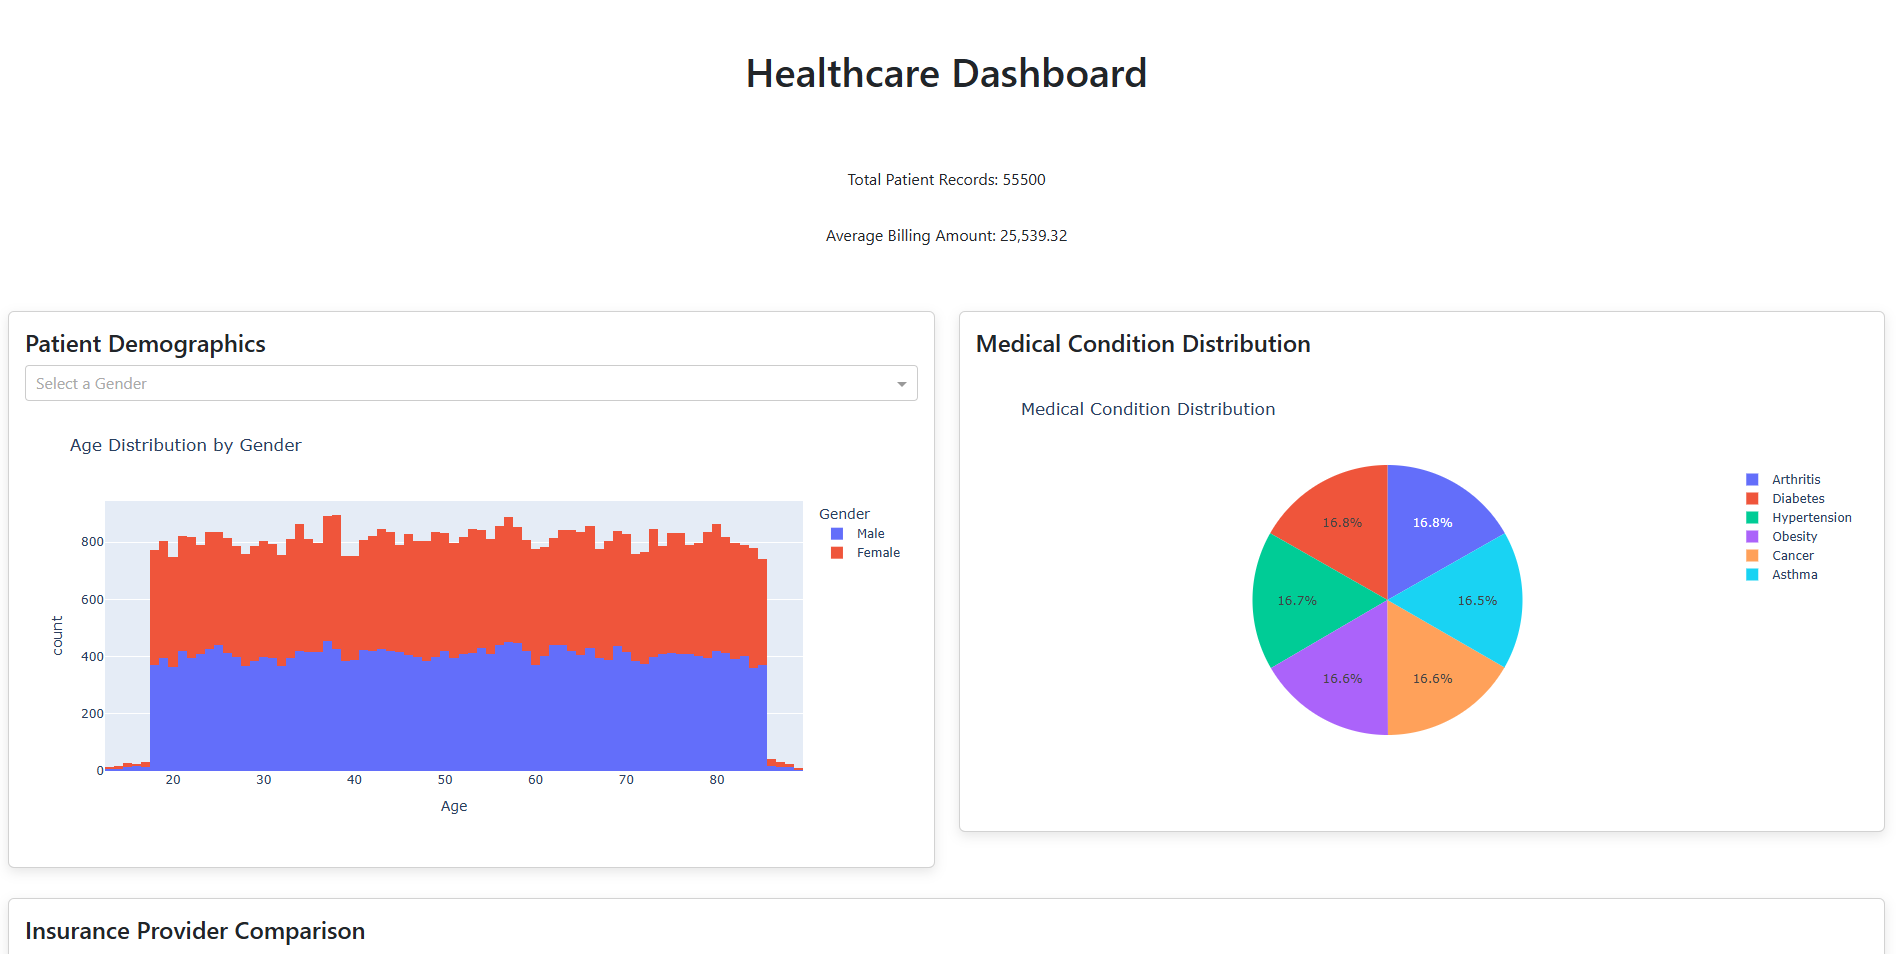 Healthcare Dashboard
Total Patient Records: 55500
Average Billing Amount: 25,539.32
Patient Demographics
Select a Gender
Age Distribution by Gender
800
600
400
200
0
count
20 30 40 50 60 70 80
Age
Gender
Male
Female
Medical Condition Distribution
Medical Condition Distribution
16.8% 16.8%
16.7% 16.5%
16.6% 16.6%
Arthritis
Diabetes
Hypertension
Obesity
Cancer
Asthma
Insurance Provider Comparison